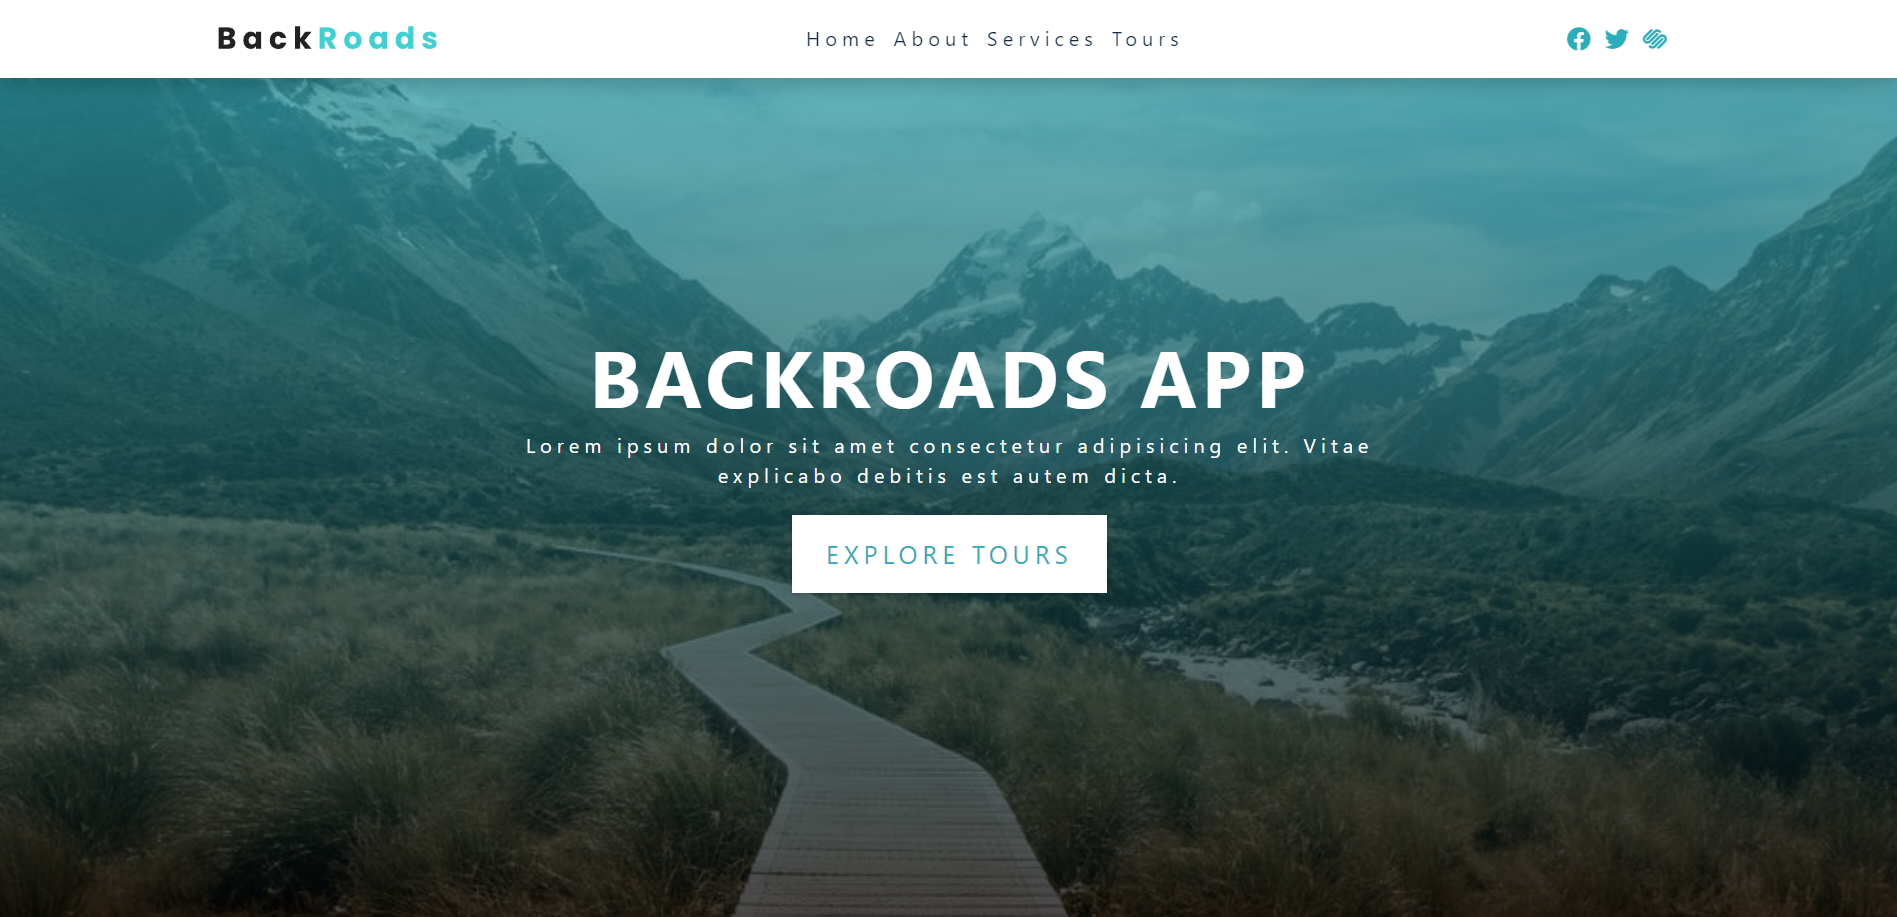 BackRoads
Home About Services Tours
BACKROADS APP
Lorem ipsum dolor sit amet consectetur adipisicing elit. Vitae
explicabo debitis est autem dicta.
EXPLORE TOURS